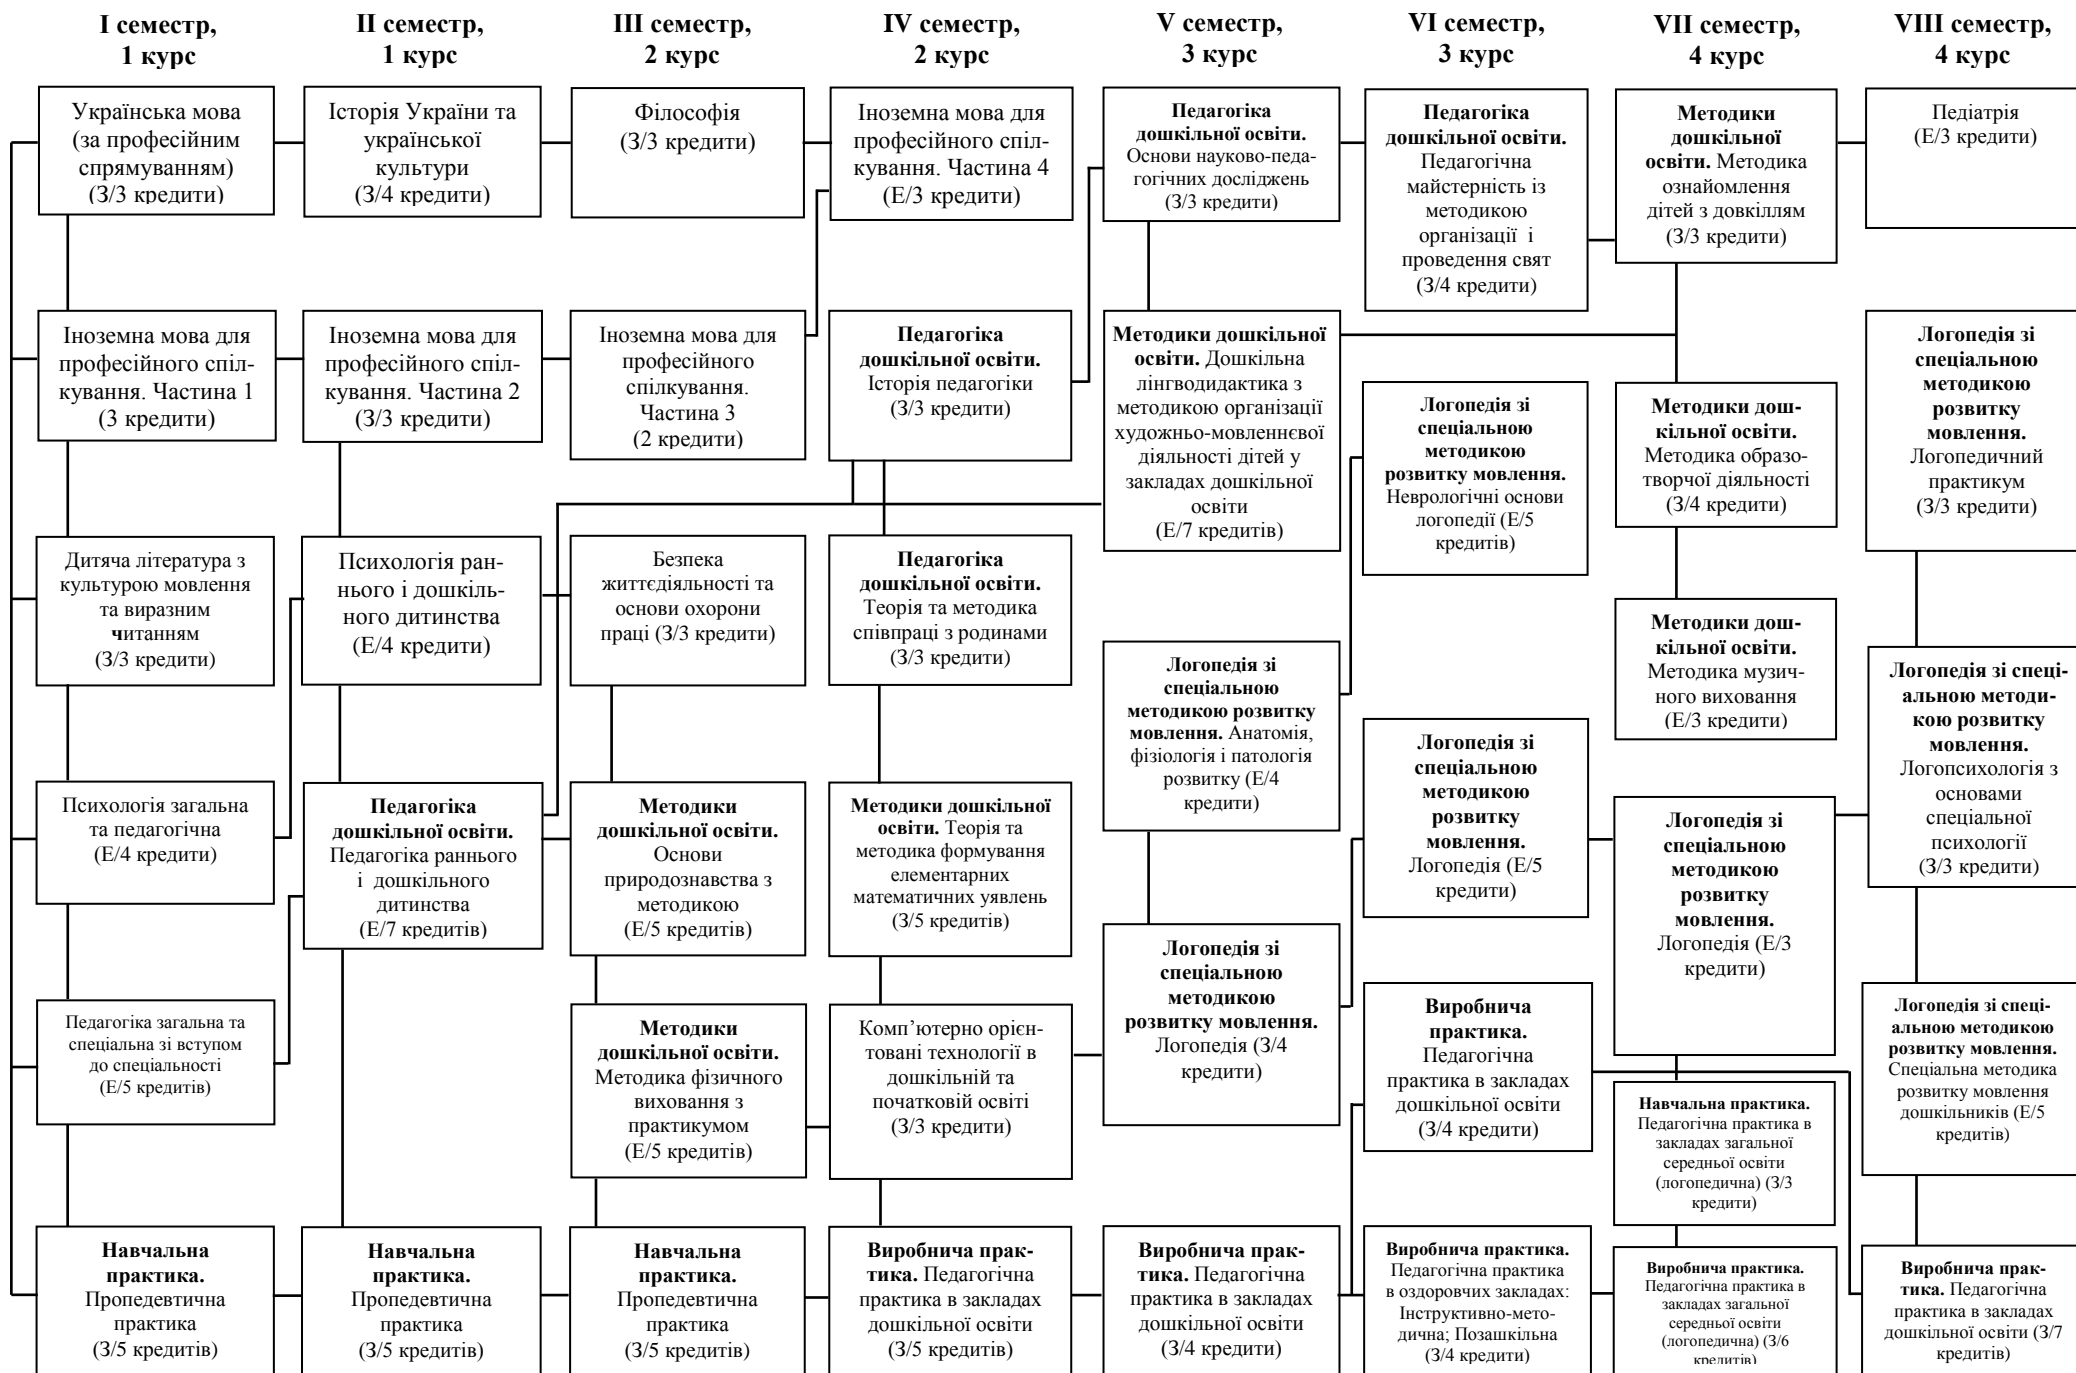 I семестр,
1 курс
Українська мова
(за професійним
спрямуванням)
(З/3 кредити)
Іноземна мова для
професійного спіл-
кування. Частина 1
(3 кредити)
Дитяча література з
культурою мовлення
та виразним
читанням
(З/3 кредити)
Психологія загальна
та педагогічна
(Е/4 кредити)
Педагогіка загальна та
спеціальна зі вступом
до спеціальності
(Е/5 кредитів)
Навчальна
практика.
Пропедевтична
практика
(З/5 кредитів)
II семестр,
1 курс
Історія України та
української
культури
(З/4 кредити)
Іноземна мова для
професійного спіл-
кування. Частина 2
(З/3 кредити)
Психологія ран-
нього і дошкіль-
ного дитинства
(Е/4 кредити)
Педагогіка
дошкільної освіти.
Педагогіка раннього
і дошкільного
дитинства
(Е/7 кредитів)
Навчальна
практика.
Пропедевтична
практика
(З/5 кредитів)
III семестр,
2 курс
Філософія
(З/3 кредити)
Іноземна мова для
професійного
спілкування.
Частина 3
(2 кредити)
Безпека
життєдіяльності та
основи охорони
праці (З/3 кредити)
Методики
дошкільної освіти.
Основи
природознавства з
методикою
(Е/5 кредитів)
Методики
дошкільної освіти.
Методика фізичного
виховання з
практикумом
(Е/5 кредитів)
Навчальна
практика.
Пропедевтична
практика
(З/5 кредитів)
IV семестр,
2 курс
Іноземна мова для
професійного спіл-
кування. Частина 4
(Е/3 кредити)
Педагогіка
дошкільної освіти.
Історія педагогіки
(З/3 кредити)
Педагогіка
дошкільної освіти.
Теорія та методика
співпраці з родинами
(З/3 кредити)
Методики дошкільної
освіти. Теорія та
методика формування
елементарних
математичних уявлень
(З/5 кредитів)
Комп’ютерно орієн-
товані технології в
дошкільній та
початковій освіті
(З/3 кредити)
Виробнича прак-
тика. Педагогічна
практика в закладах
дошкільної освіти
(З/5 кредитів)
V семестр,
3 курс
Педагогіка
дошкільної освіти.
Основи науково-педа-
гогічних досліджень
(З/3 кредити)
Методики дошкільної
освіти. Дошкільна
лінгводидактика з
методикою організації
художньо-мовленнєвої
діяльності дітей у
закладах дошкільної
освіти
(Е/7 кредитів)
Логопедія зі
спеціальною
методикою розвитку
мовлення. Анатомія,
фізіологія і патологія
розвитку (Е/4
кредити)
Логопедія зі
спеціальною
методикою
розвитку мовлення.
Логопедія (З/4
кредити)
Виробнича прак-
тика. Педагогічна
практика в закладах
дошкільної освіти
(З/4 кредити)
VI семестр,
3 курс
Педагогіка
дошкільної освіти.
Педагогічна
майстерність із
методикою
організації і
проведення свят
(З/4 кредити)
Логопедія зі
спеціальною
методикою
розвитку мовлення.
Неврологічні основи
логопедії (Е/5
кредитів)
Логопедія зі
спеціальною
методикою
розвитку
мовлення.
Логопедія (Е/5
кредитів)
Виробнича
практика.
Педагогічна
практика в закладах
дошкільної освіти
(З/4 кредити)
Виробнича практика.
Педагогічна практика
в оздоровчих закладах:
Інструктивно-мето-
дична; Позашкільна
(З/4 кредити)
VII семестр,
4 курс
Методики
дошкільної
освіти. Методика
ознайомлення
дітей з довкіллям
(З/3 кредити)
Методики дош-
кільної освіти.
Методика образо-
творчої діяльності
(З/4 кредити)
Методики дош-
кільної освіти.
Методика музич-
ного виховання
(Е/3 кредити)
Логопедія зі
спеціальною
методикою
розвитку
мовлення.
Логопедія (Е/3
кредити)
Навчальна практика.
Педагогічна практика в
закладах загальної
середньої освіти
(логопедична) (З/3
кредити)
Виробнича практика.
Педагогічна практика в
закладах загальної
середньої освіти
(логопедична) (З/6
кредитів)
VIII семестр,
4 курс
Педіатрія
(Е/3 кредити)
Логопедія зі
спеціальною
методикою
розвитку
мовлення.
Логопедичний
практикум
(З/3 кредити)
Логопедія зі спеці-
альною методи-
кою розвитку
мовлення.
Логопсихологія з
основами
спеціальної
психології
(З/3 кредити)
Логопедія зі спеці-
альною методикою
розвитку мовлення.
Спеціальна методика
розвитку мовлення
дошкільників (Е/5
кредитів)
Виробнича прак-
тика. Педагогічна
практика в закладах
дошкільної освіти (З/7
кредитів)